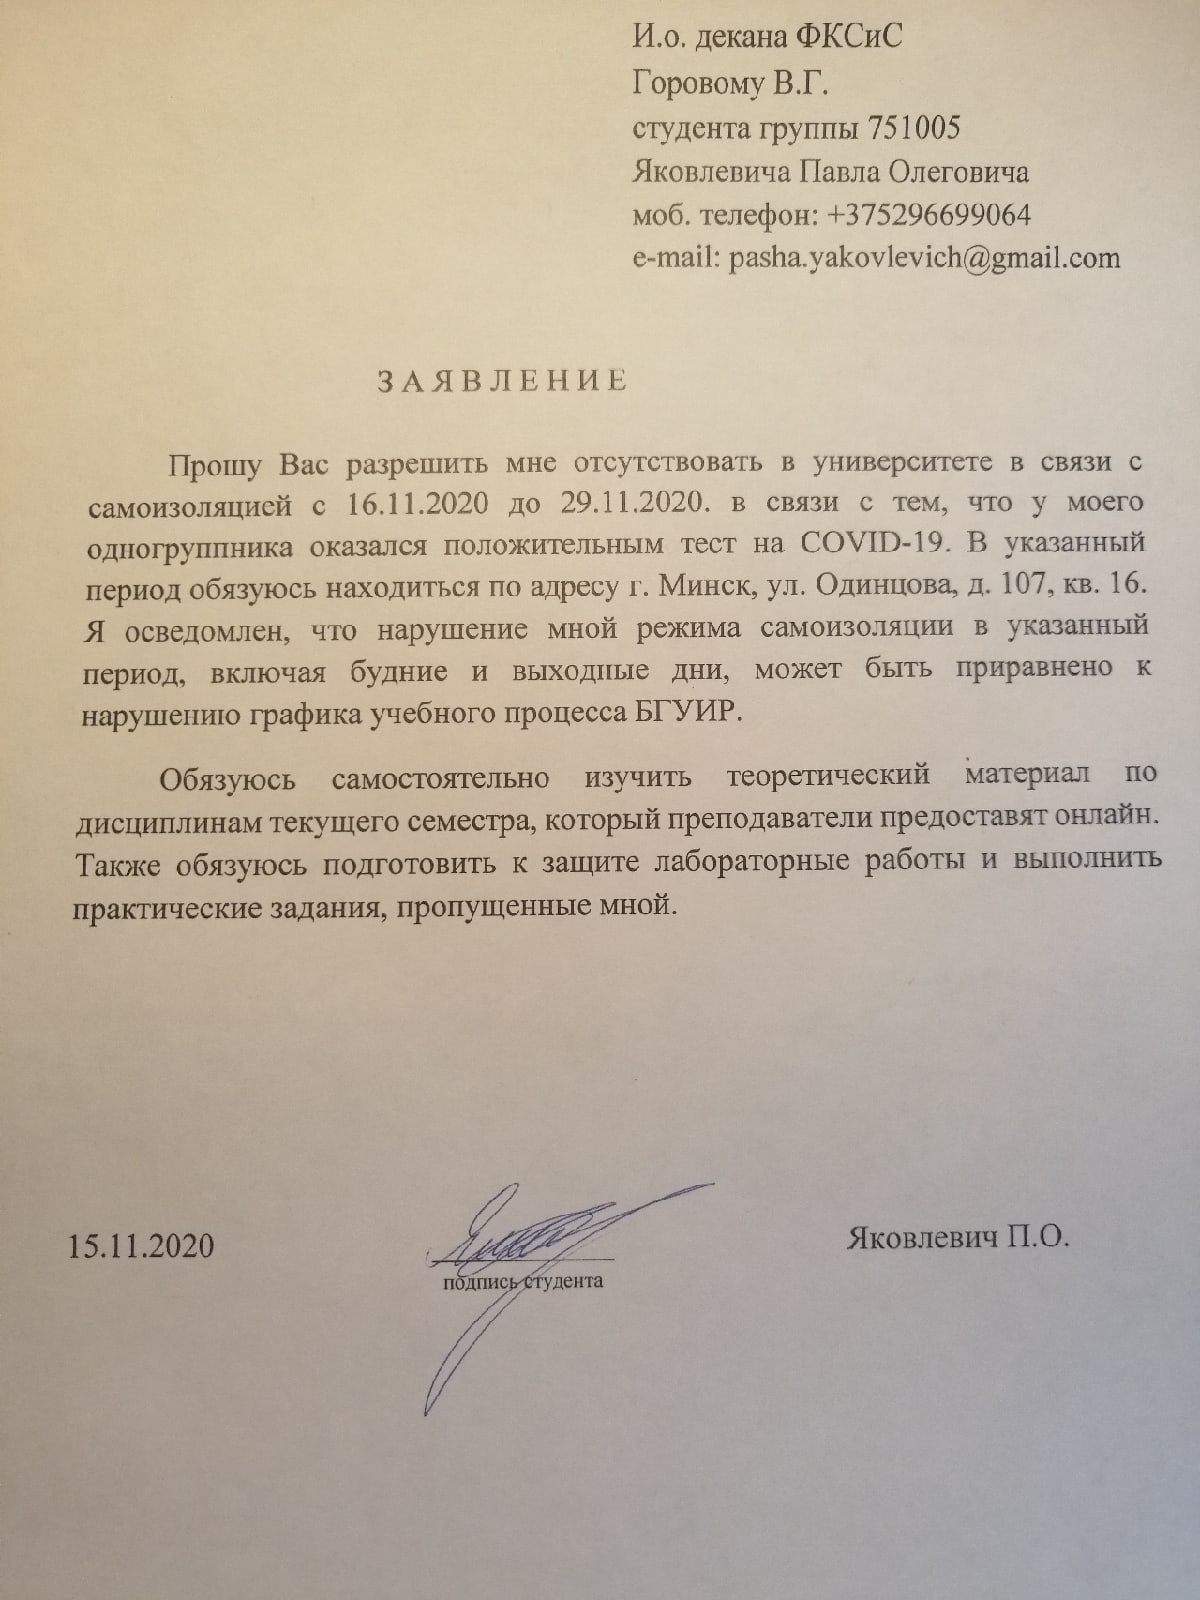 И.о. декана ФКСиС
Горовому В.Г.
студента группы 751005
Яковлевича Павла Олеговича
моб. телефон: +375296699064
e-mail: pasha.yakovlevich@gmail.com
ЗАЯВЛЕНИЕ
Прошу Вас разрешить мне отсутствовать в университете в связи с
самоизоляцией с 16.11.2020 до 29.11.2020. в связи с тем, что у моего
одногруппника оказался положительным тест на COVID-19. В указанный
период обязуюсь находиться по адресу г. Минск, ул. Одинцова, д. 107, кв. 16.
Я осведомлен, что нарушение мной режима самоизоляции в указанный
период, включая будние и выходные дни, может быть приравнено к
нарушению графика учебного процесса БГУИР.
Обязуюсь самостоятельно изучить теоретический материал по
дисциплинам текущего семестра, который преподаватели предоставят онлайн.
Также обязуюсь подготовить к защите лабораторные работы и выполнить
практические задания, пропущенные мной.
15.11.2020
подпись студента
Яковлевич П.О.